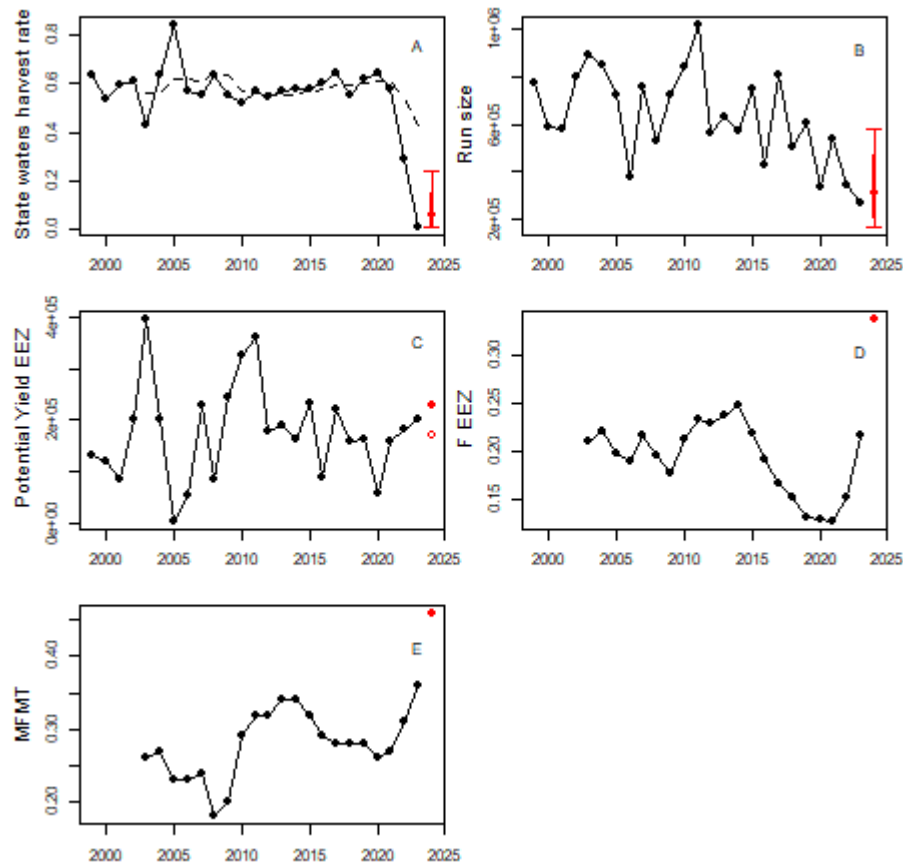 State waters harvest rate
0.0 0.2 0.4 0.6 0.8
A
2000 2005 2010 2015 2020 2025
Run size
2e+05 6e+05 1e+06
B
2000 2005 2010 2015 2020 2025
Potential Yield EEZ
0e+00 2e+05 4e+05
C
2000 2005 2010 2015 2020 2025
F EEZ
0.15 0.20 0.25 0.30
D
2000 2005 2010 2015 2020 2025
MFMT
0.20 0.30 0.40
E
2000 2005 2010 2015 2020 2025